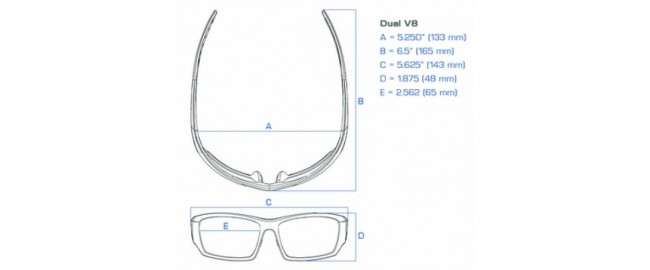 Dual V8
A = 5.250" (133 mm)
B = 6.5" (165 mm)
C = 5.625" (143 mm)
D = 1.875 (48 mm)
E = 2.562 (65 mm)
B
A
C
E
D